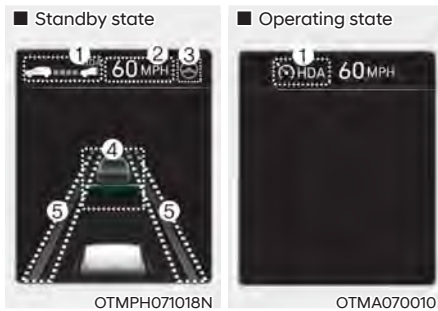 ■ Standby state
① ② ③
60 MPH
④
⑤ ⑤
OTMPH071018N
■ Operating state
①
HDA 60 MPH
OTMA070010